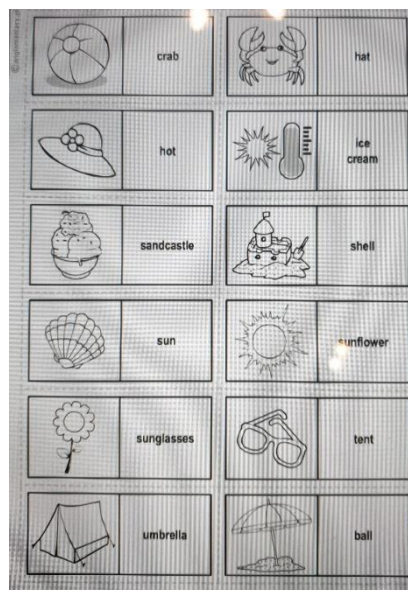 crab
hat
hot
ice
cream
sandcastle
shell
sun
sunflower
sunglasses
tent
umbrella
ball